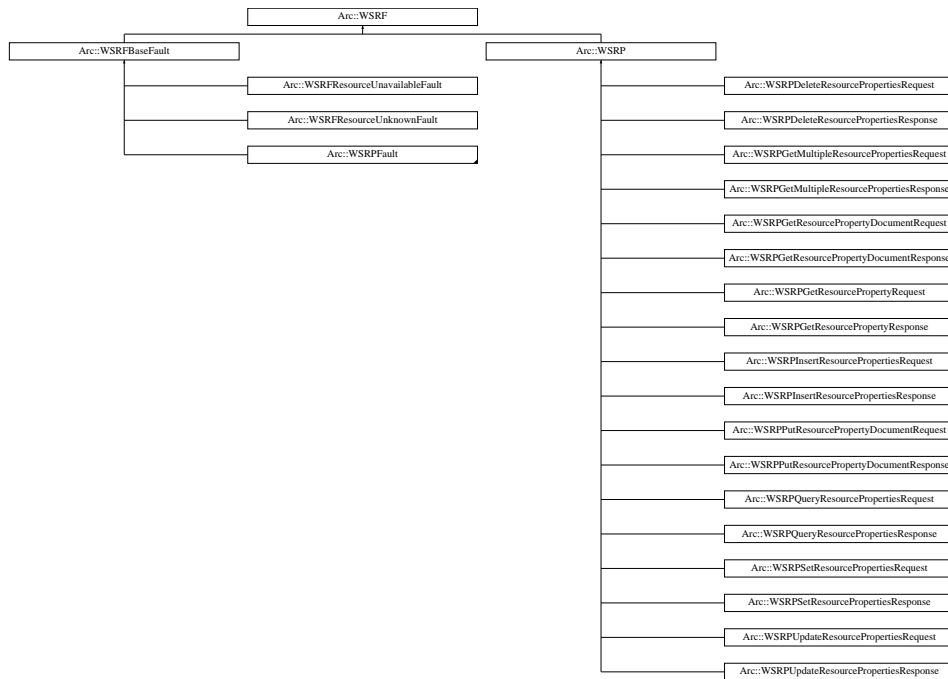 Arc::WSRF
Arc::WSRFBaseFault
Arc::WSRP
Arc::WSRFResourceUnavailableFault
Arc::WSRPDeleteResourcePropertiesRequest
Arc::WSRFResourceUnknownFault
Arc::WSRPDeleteResourcePropertiesResponse
Arc::WSRPFault
Arc::WSRPGetMultipleResourcePropertiesRequest
Arc::WSRPGetMultipleResourcePropertiesResponse
Arc::WSRPGetResourcePropertyDocumentRequest
Arc::WSRPGetResourcePropertyDocumentResponse
Arc::WSRPGetResourcePropertyRequest
Arc::WSRPGetResourcePropertyResponse
Arc::WSRPInsertResourcePropertiesRequest
Arc::WSRPInsertResourcePropertiesResponse
Arc::WSRPPutResourcePropertyDocumentRequest
Arc::WSRPPutResourcePropertyDocumentResponse
Arc::WSRPQueryResourcePropertiesRequest
Arc::WSRPQueryResourcePropertiesResponse
Arc::WSRPSetResourcePropertiesRequest
Arc::WSRPSetResourcePropertiesResponse
Arc::WSRPUpdateResourcePropertiesRequest
Arc::WSRPUpdateResourcePropertiesResponse